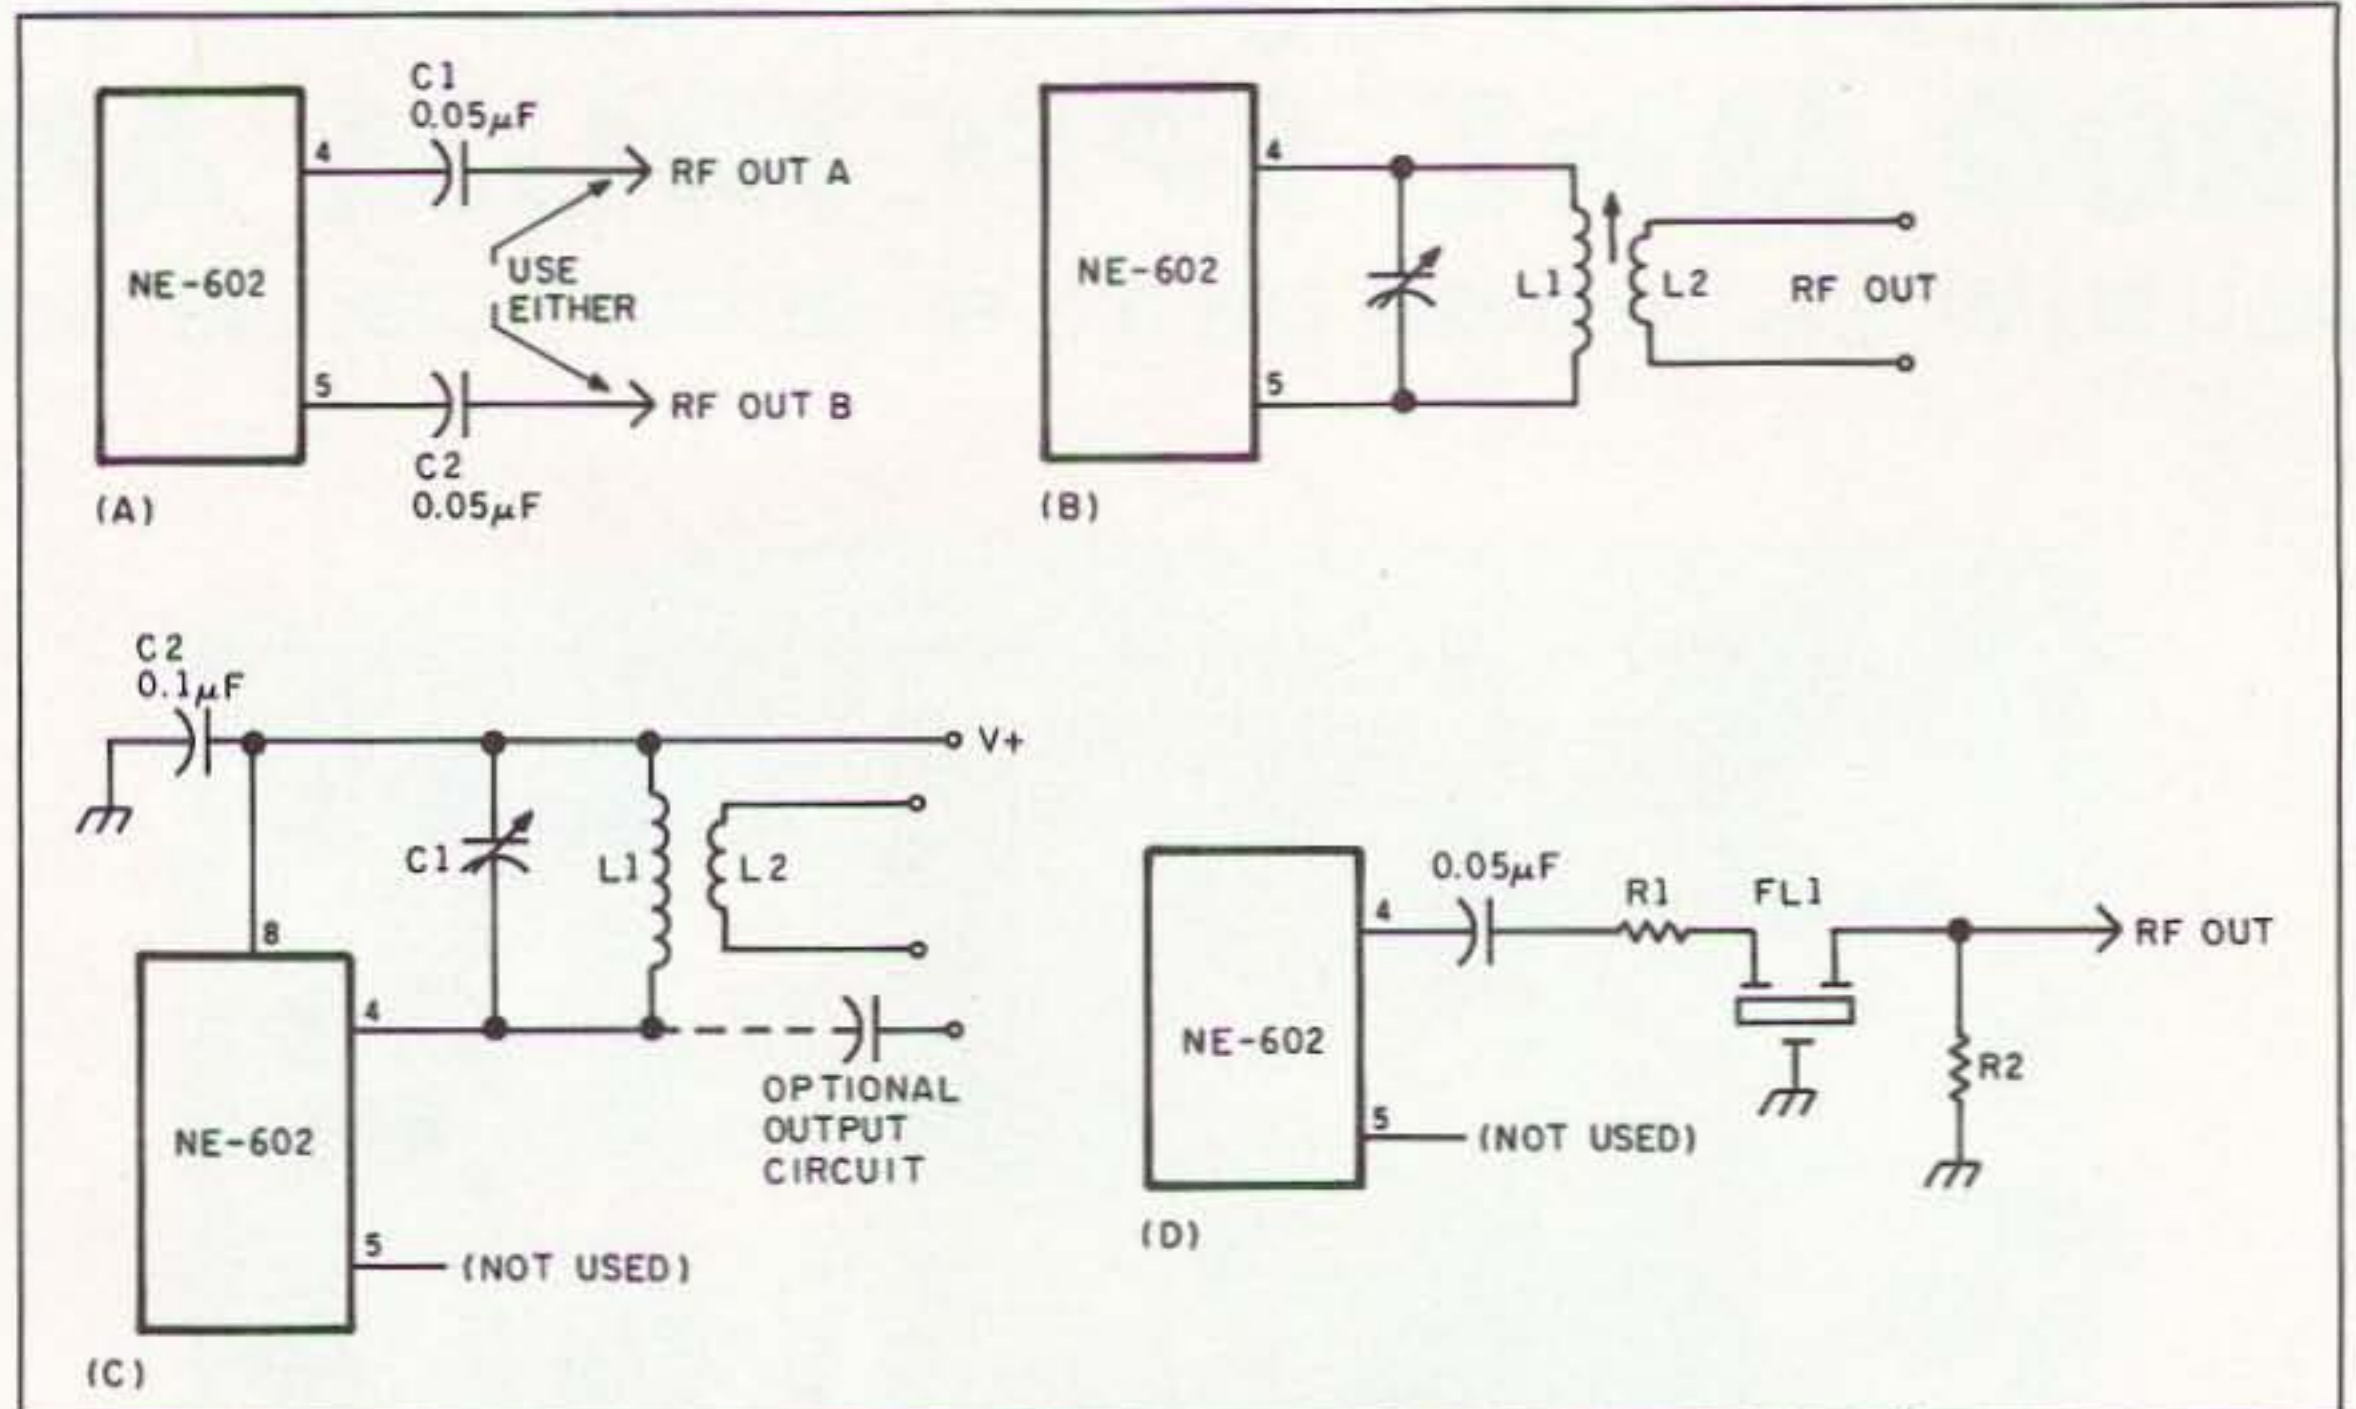 C1
0.05µF
4
RF OUT A
NE-602
USE
EITHER
5
RF OUT B
C2
0.05µF
(A)
4
NE-602
L1
L2
RF OUT
5
(B)
C2
0.1µF
V+
C1
L1
L2
8
4
OPTIONAL
OUTPUT
CIRCUIT
NE-602
5
(NOT USED)
(C)
0.05µF
R1
FL1
4
RF OUT
NE-602
R2
5
(NOT USED)
(D)